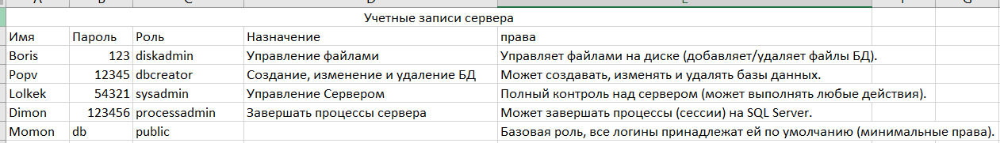 Учетные записи сервера
Имя Пароль Роль Назначение права
Boris 123 diskadmin Управление файлами Управляет файлами на диске (добавляет/удаляет файлы БД).
Popv 12345 dbcreator Создание, изменение и удаление БД Может создавать, изменять и удалять базы данных.
Lolkek 54321 sysadmin Управление Сервером Полный контроль над сервером (может выполнять любые действия).
Dimon 123456 processadmin Завершать процессы сервера Может завершать процессы (сессии) на SQL Server.
Momon db public Базовая роль, все логины принадлежат ей по умолчанию (минимальные права).